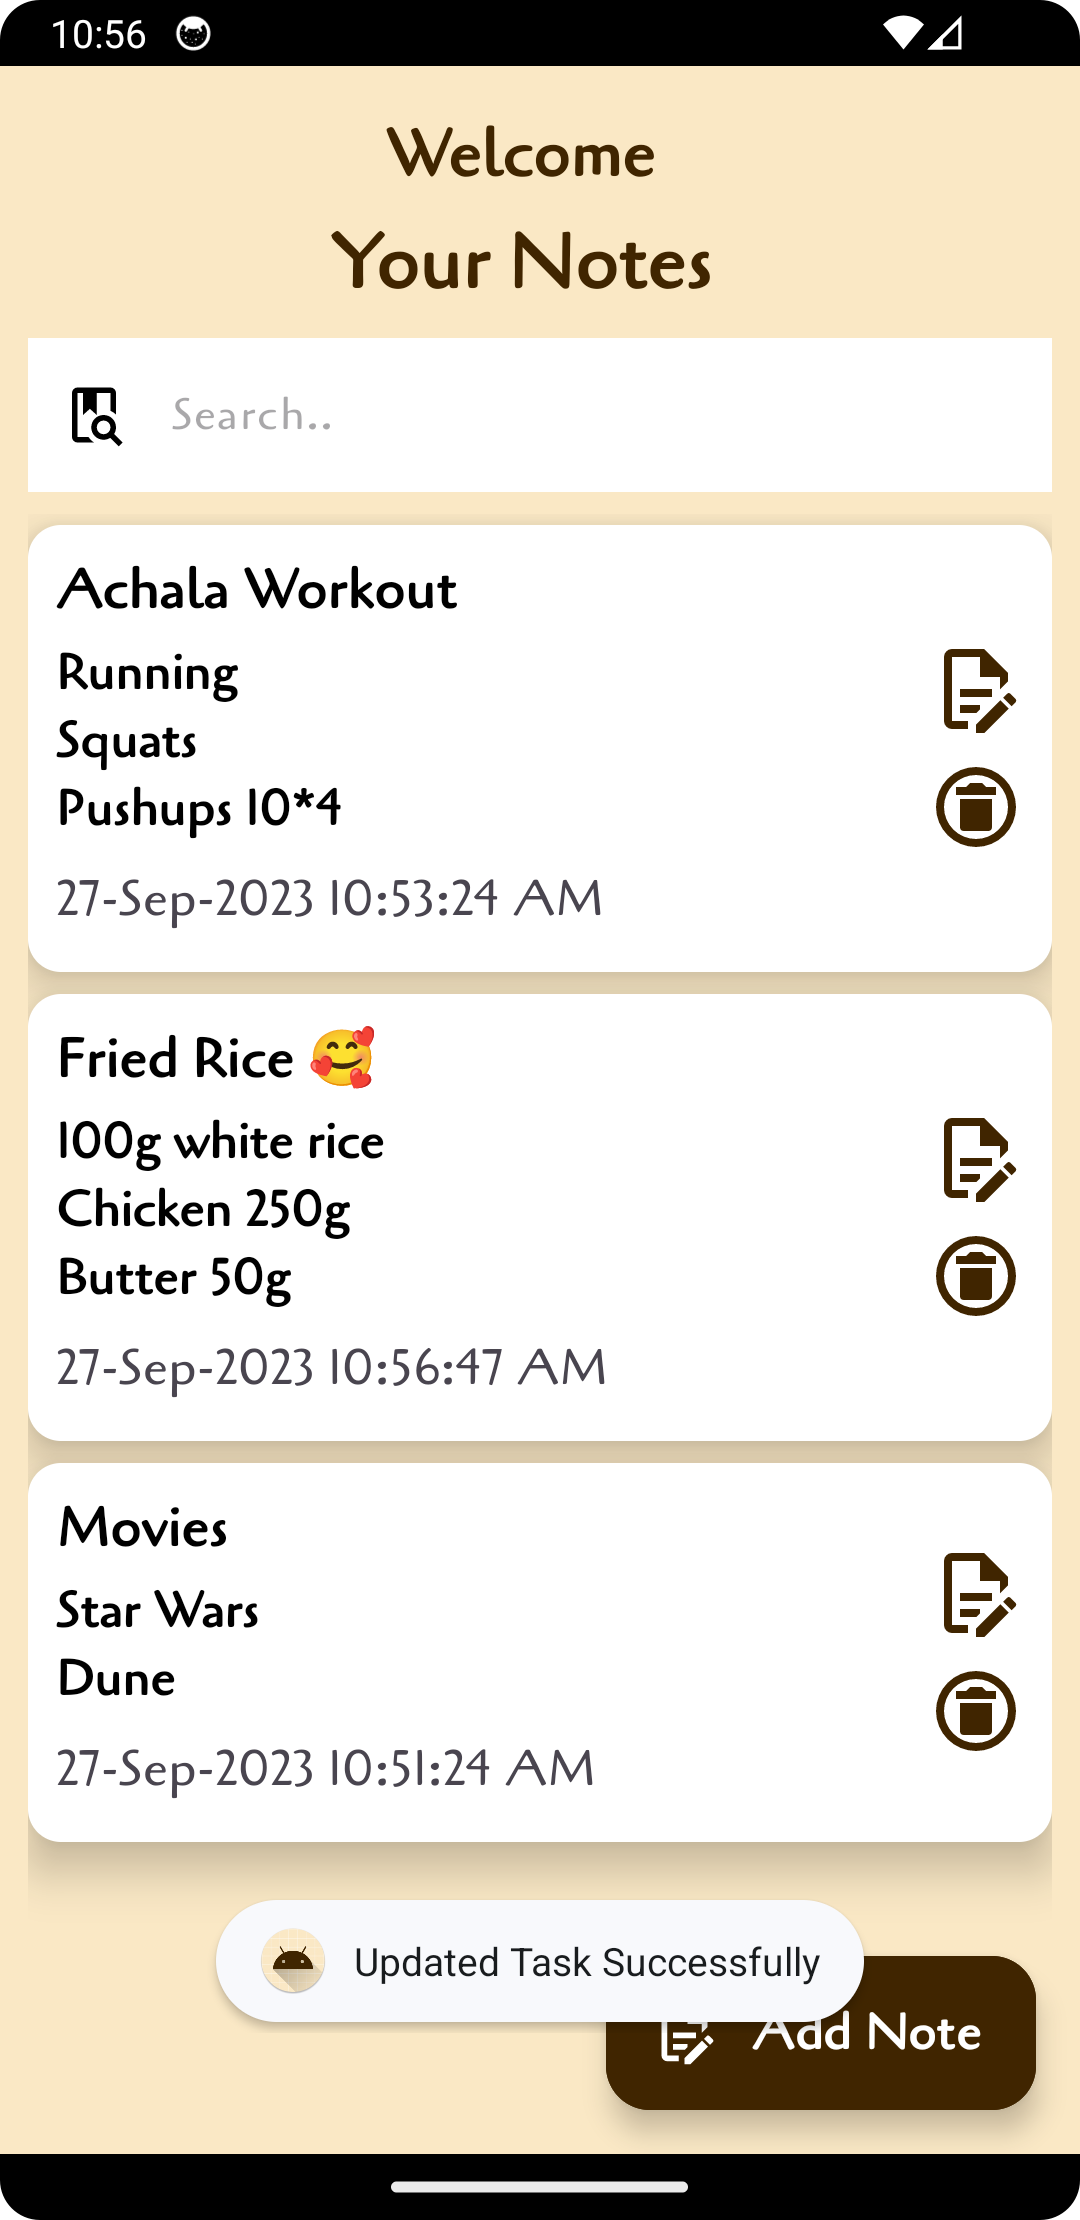 10:56
Welcome
Your Notes
Search..
Achala Workout
Running
Squats
Pushups 10*4
27-Sep-2023 10:53:24 AM
Fried Rice 🥰
100g white rice
Chicken 250g
Butter 50g
27-Sep-2023 10:56:47 AM
Movies
Star Wars
Dune
27-Sep-2023 10:51:24 AM
Updated Task Successfully
Add Note